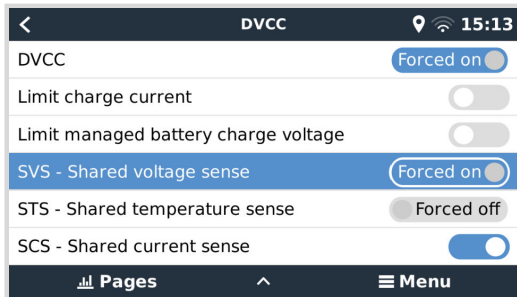 DVCC 15:13
DVCC Forced on
Limit charge current
Limit managed battery charge voltage
SVS - Shared voltage sense Forced on
STS - Shared temperature sense Forced off
SCS - Shared current sense
Pages Menu